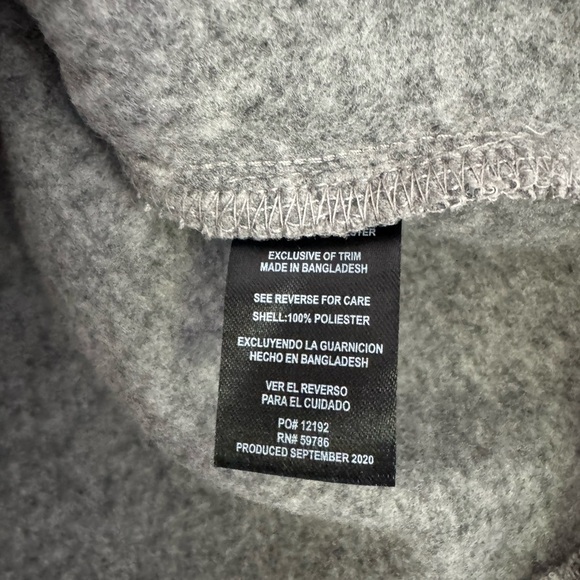 EXCLUSIVE OF TRIM
MADE IN BANGLADESH
SEE REVERSE FOR CARE
SHELL:100% POLIESTER
EXCLUYENDO LA GUARNICION
HECHO EN BANGLADESH
VER EL REVERSO
PARA EL CUIDADO
PO# 12192
RN# 59786
PRODUCED SEPTEMBER 2020